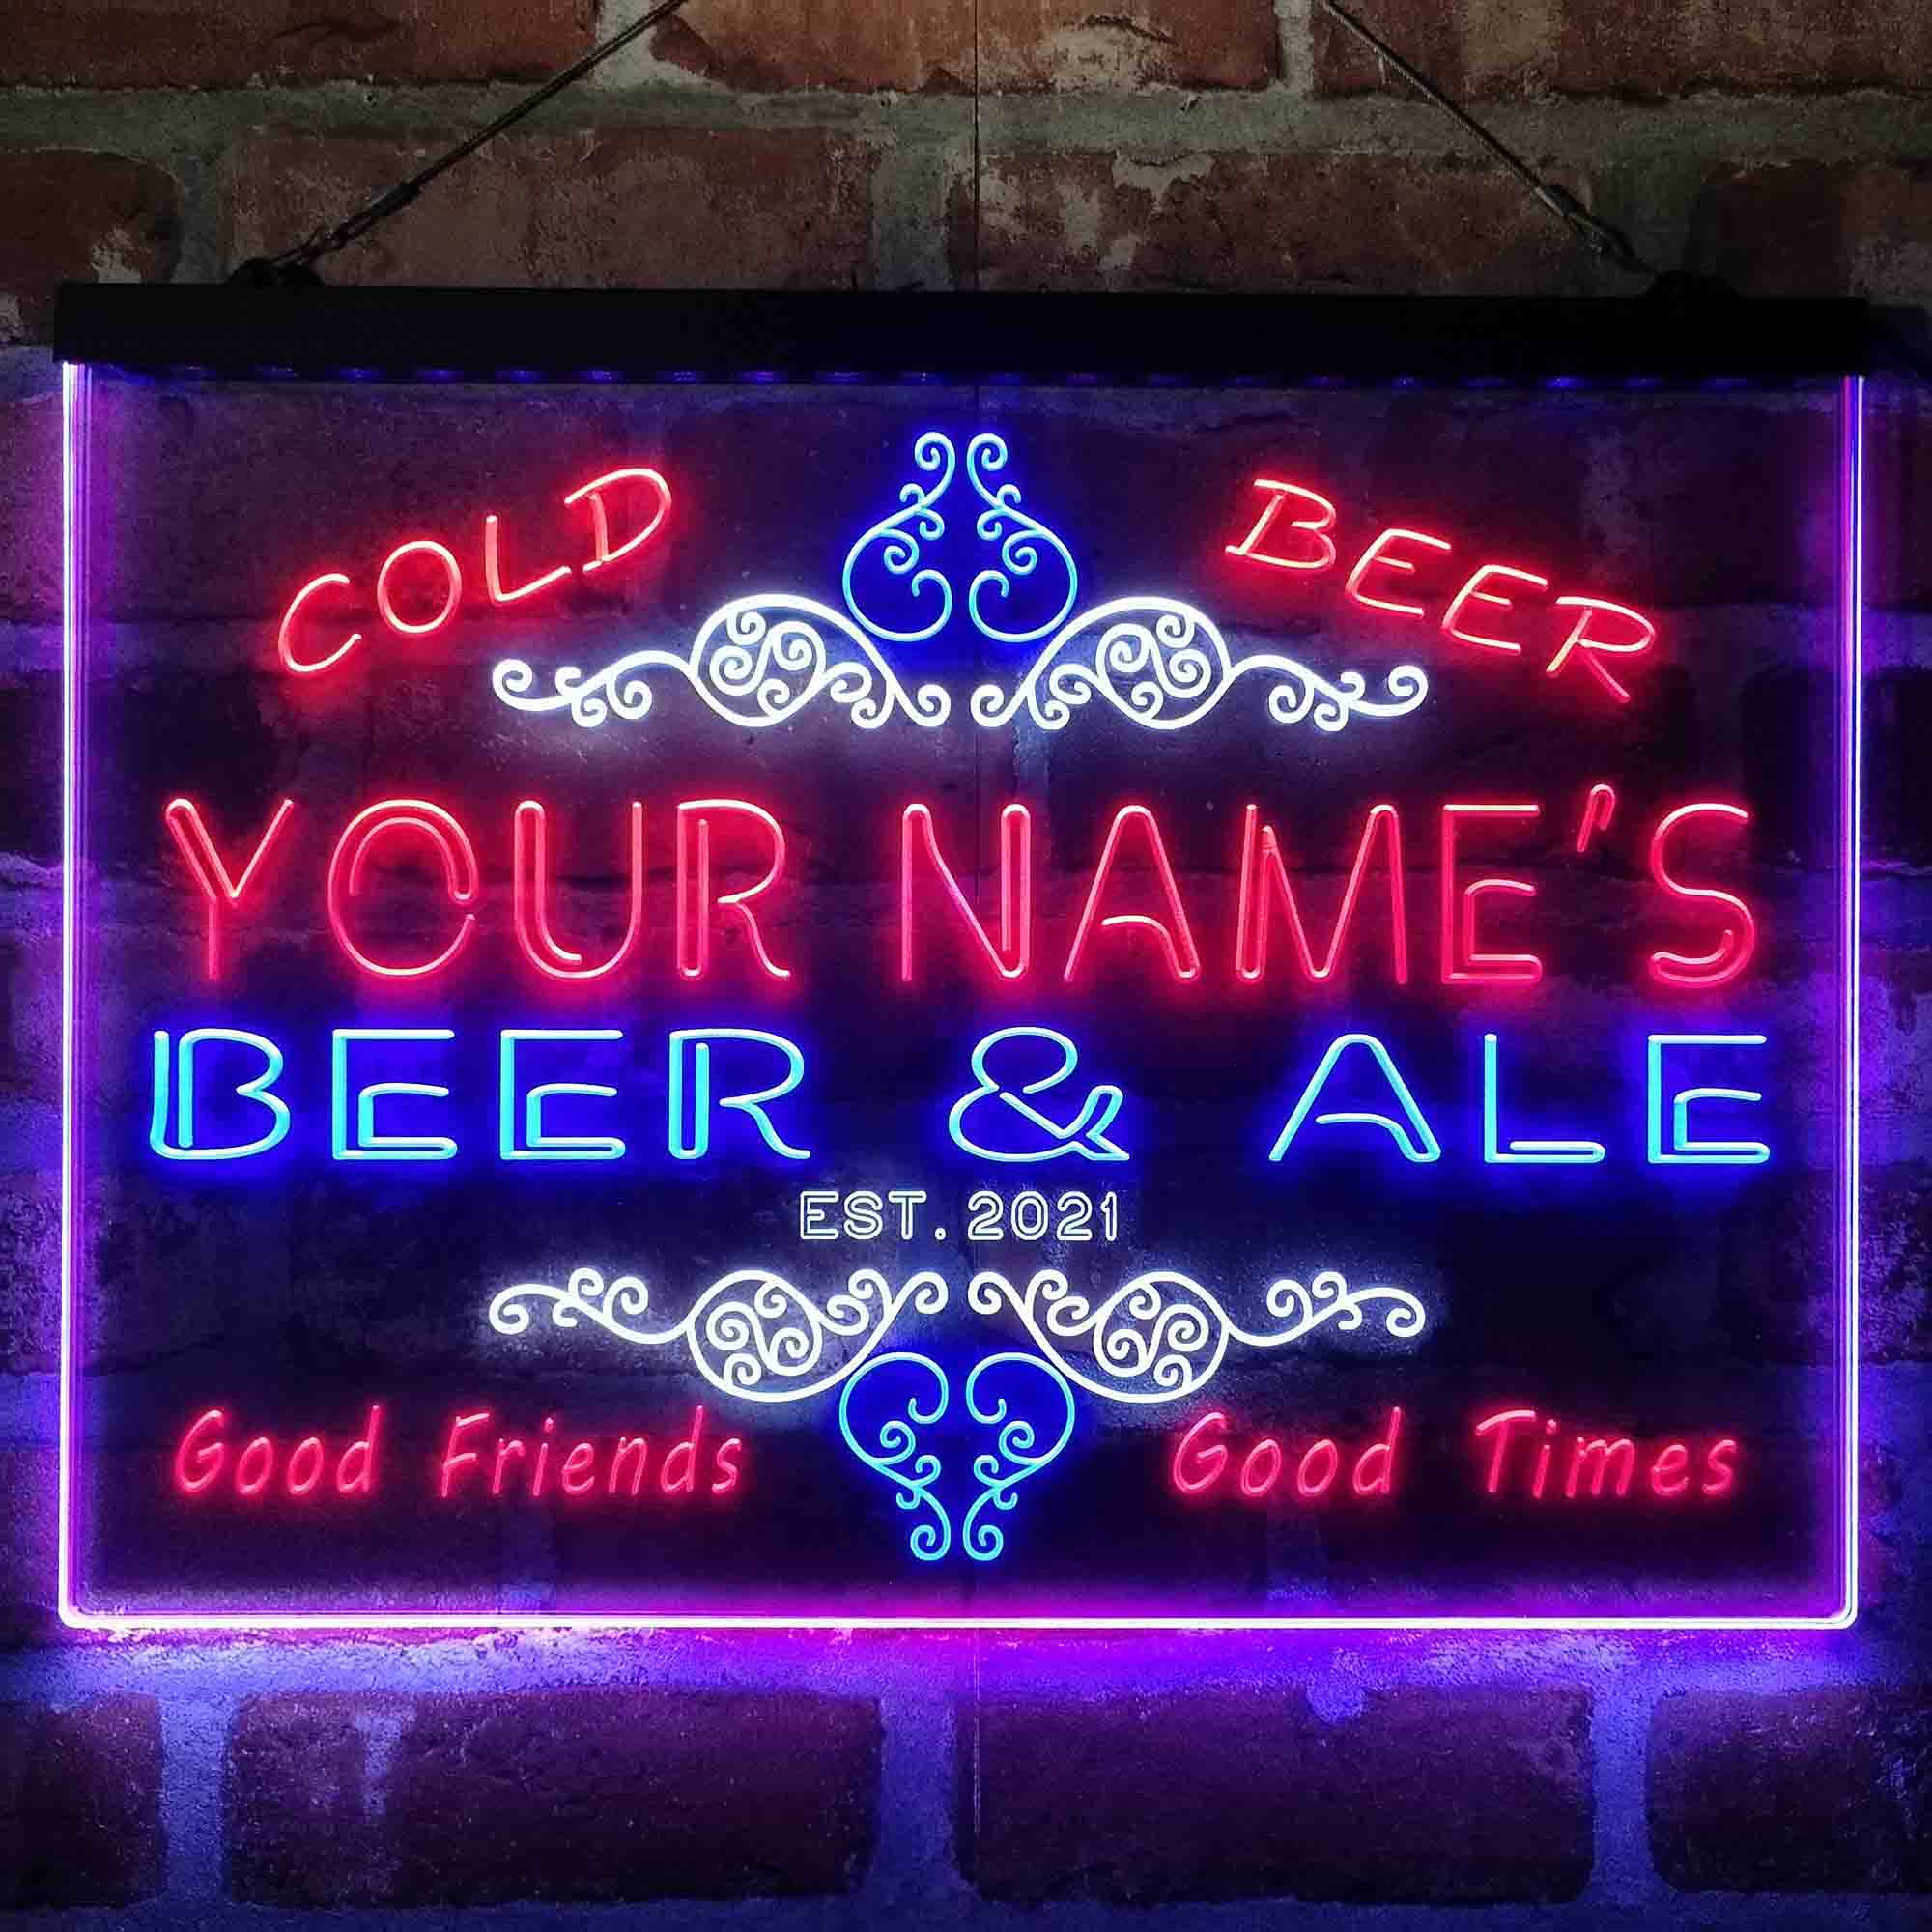 COLD BEER
YOUR NAME'S
BEER & ALE
EST. 2021
Good Friends Good Times